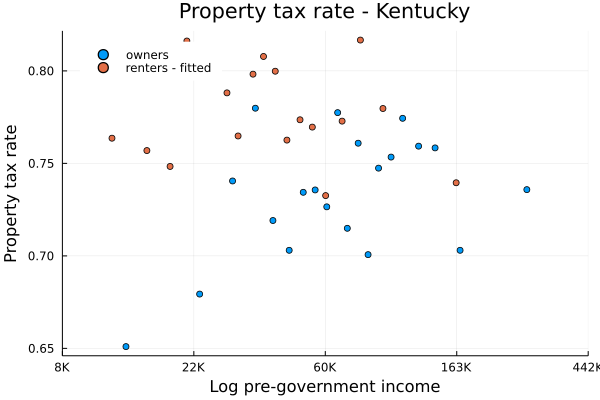 Property tax rate - Kentucky
owners
renters - fitted
0.80
0.75
0.70
0.65
Property tax rate
8K 22K 60K 163K 442K
Log pre-government income